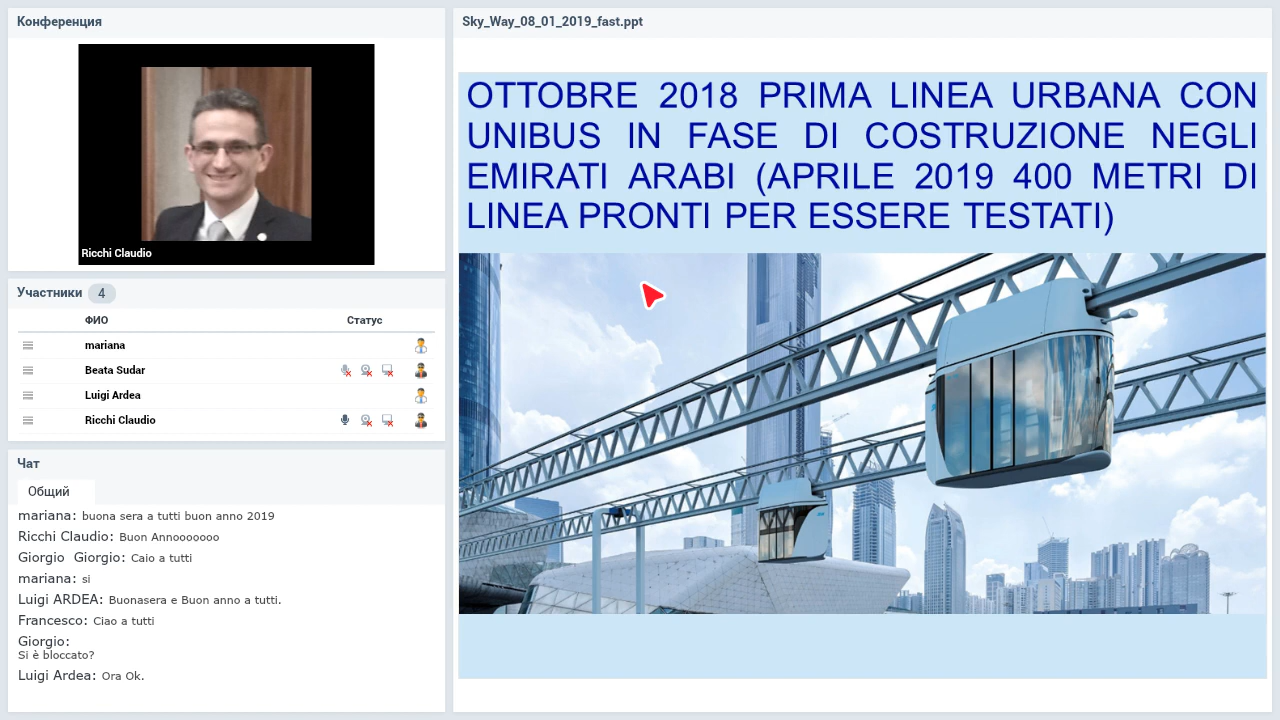 Конференция
Ricchi Claudio
Участники 4
ФИО Статус
mariana
Beata Sudar
Luigi Ardea
Ricchi Claudio
Чат
Общий
mariana: buona sera a tutti buon anno 2019
Ricchi Claudio: Buon Annooooooo
Giorgio Giorgio: Caio a tutti
mariana: si
Luigi ARDEA: Buonasera e Buon anno a tutti.
Francesco: Ciao a tutti
Giorgio:
Si è bloccato?
Luigi Ardea: Ora Ok.
Sky_Way_08_01_2019_fast.ppt
OTTOBRE 2018 PRIMA LINEA URBANA CON
UNIBUS IN FASE DI COSTRUZIONE NEGLI
EMIRATI ARABI (APRILE 2019 400 METRI DI
LINEA PRONTI PER ESSERE TESTATI)